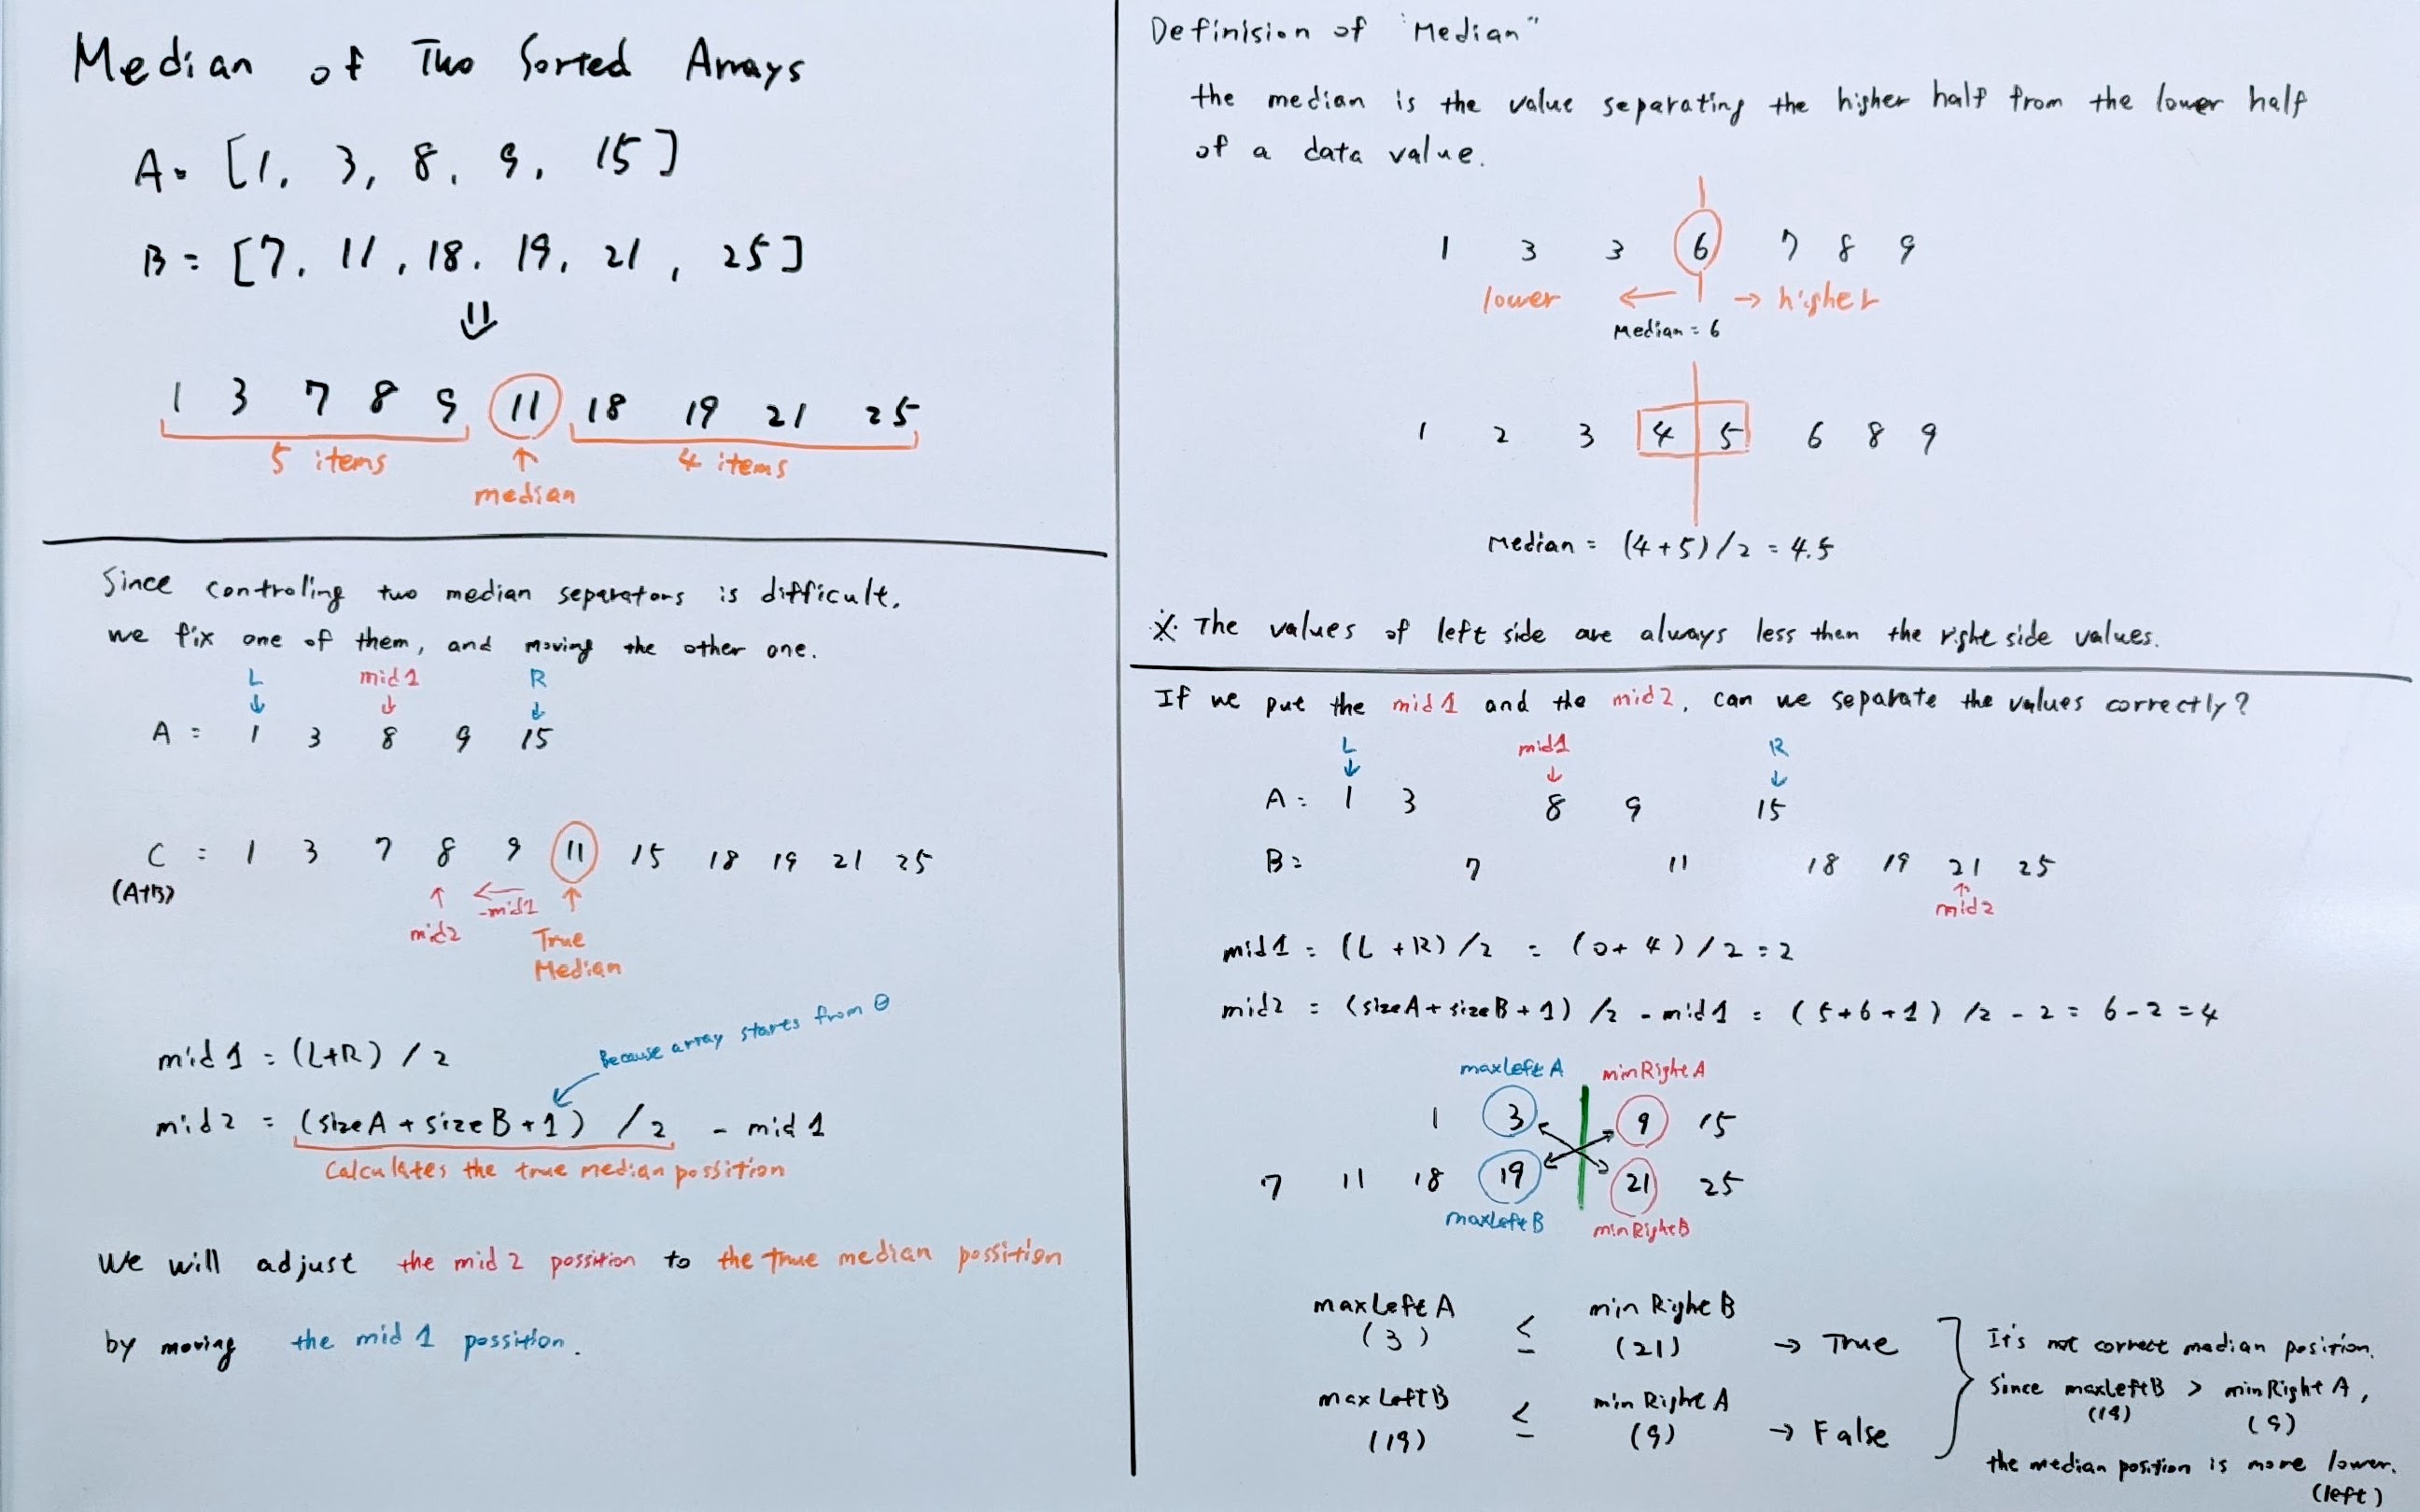 Median of Two Sorted Arrays
A = [1, 3, 8, 9, 15]
B = [7, 11, 18, 19, 21, 25]
⇓
1 3 7 8 9 11 18 19 21 25
5 items 4 items
↑
median
Since controling two median separators is difficult,
we fix one of them, and moving the other one.
L mid1 R
↓ ↓ ↓
A = 1 3 8 9 15
C = 1 3 7 8 9 11 15 18 19 21 25
(A+B)
↑ ← ↑
mid2 -mid1 True
Median
Because array starts from 0
mid1 = (L+R) / 2
mid2 = (sizeA + sizeB + 1) / 2 - mid1
Calculates the true median possition
We will adjust the mid2 possition to the true median possition
by moving the mid1 possition.
Definision of "Median"
the median is the value separating the higher half from the lower half
of a data value.
1 3 3 6 7 8 9
lower ← → higher
Median = 6
1 2 3 4 5 6 8 9
Median = (4+5)/2 = 4.5
※ The values of left side are always less then the right side values.
If we put the mid1 and the mid2, can we separate the values correctly?
L mid1 R
↓ ↓ ↓
A = 1 3 8 9 15
B = 7 11 18 19 21 25
↑
mid2
mid1 = (L + R) / 2 = (0 + 4) / 2 = 2
mid2 = (sizeA + sizeB + 1) / 2 - mid1 = (5+6+1) / 2 - 2 = 6 - 2 = 4
maxLeftA minRightA
1 3 9 15
7 11 18 19 21 25
maxLeftB minRightB
maxLeftA ≤ minRightB → True
(3) (21)
maxLeftB ≤ minRightA → False
(19) (9)
It's not correct median position.
Since maxLeftB > minRightA,
(19) (9)
the median position is more lower.
(left)